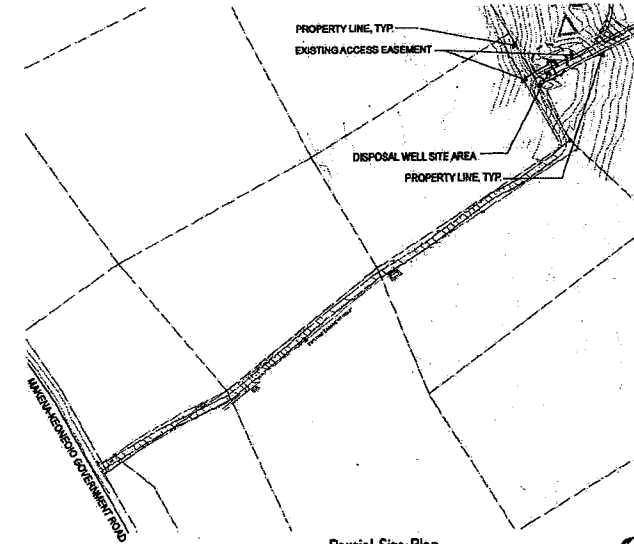 PROPERTY LINE, TYP.
EXISTING ACCESS EASEMENT
DISPOSAL WELL SITE AREA
PROPERTY LINE, TYP.
MAKENA-KEONEOIO GOVERNMENT ROAD
Parcel Site Plan